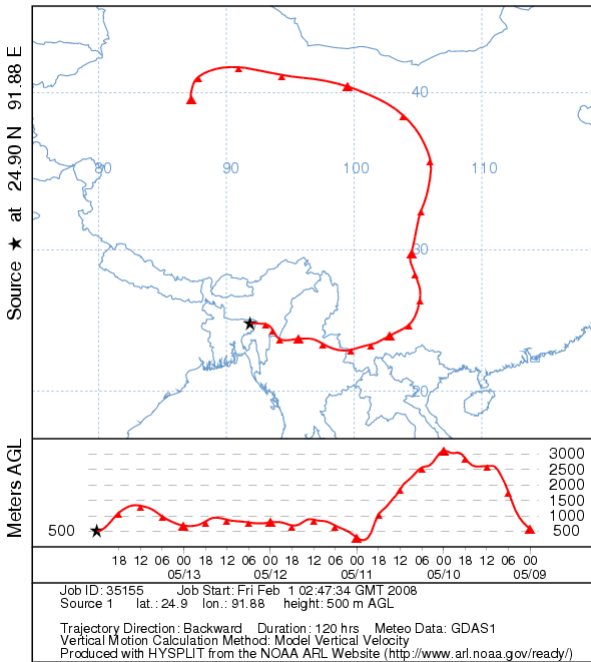 Source ★ at 24.90 N 91.88 E
40
80 90 100 110
30
20
Meters AGL
3000
2500
2000
1500
1000
500 500
18 12 06 00 18 12 06 00 18 12 06 00 18 12 06 00 18 12 06 00
05/13 05/12 05/11 05/10 05/09
Job ID: 35155 Job Start: Fri Feb 1 02:47:34 GMT 2008
Source 1 lat.: 24.9 lon.: 91.88 height: 500 m AGL
Trajectory Direction: Backward Duration: 120 hrs Meteo Data: GDAS1
Vertical Motion Calculation Method: Model Vertical Velocity
Produced with HYSPLIT from the NOAA ARL Website (http://www.arl.noaa.gov/ready/)